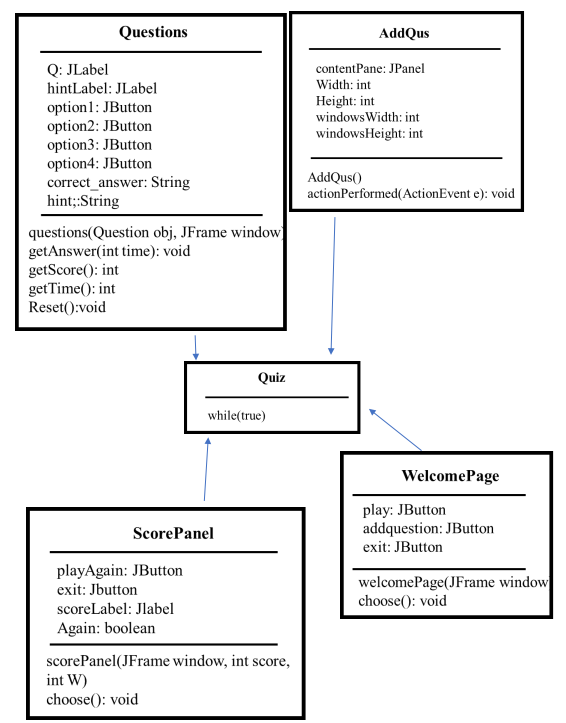 Questions
Q: JLabel
hintLabel: JLabel
option1: JButton
option2: JButton
option3: JButton
option4: JButton
correct_answer: String
hint;:String
questions(Question obj, JFrame window)
getAnswer(int time): void
getScore(): int
getTime(): int
Reset():void
AddQus
contentPane: JPanel
Width: int
Height: int
windowsWidth: int
windowsHeight: int
AddQus()
actionPerformed(ActionEvent e): void
Quiz
while(true)
WelcomePage
play: JButton
addquestion: JButton
exit: JButton
welcomePage(JFrame window
choose(): void
ScorePanel
playAgain: JButton
exit: Jbutton
scoreLabel: Jlabel
Again: boolean
scorePanel(JFrame window, int score,
int W)
choose(): void